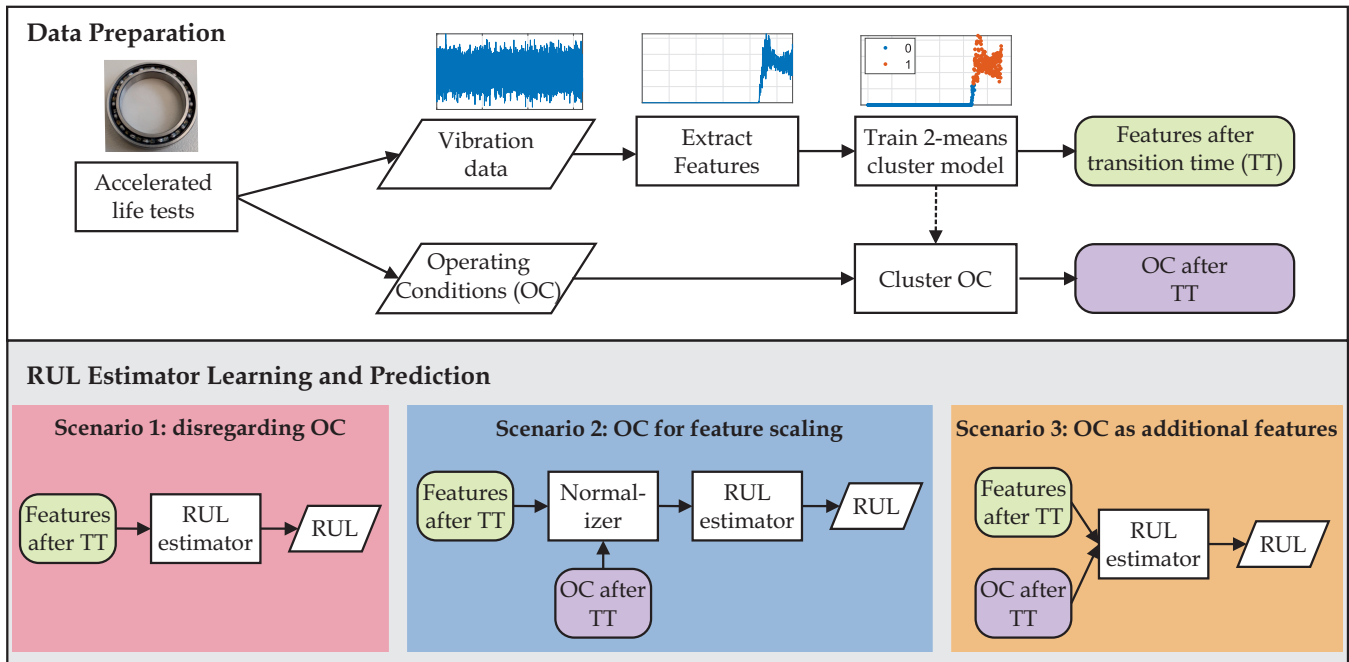 Data Preparation
0
1
Vibration
data
Extract
Features
Train 2-means
cluster model
Features after
transition time (TT)
Accelerated
life tests
Operating
Conditions (OC)
Cluster OC
OC after
TT
RUL Estimator Learning and Prediction
Scenario 1: disregarding OC
Features
after TT
RUL
estimator
RUL
Scenario 2: OC for feature scaling
Features
after TT
Normal-
izer
RUL
estimator
RUL
OC after
TT
Scenario 3: OC as additional features
Features
after TT
OC after
TT
RUL
estimator
RUL